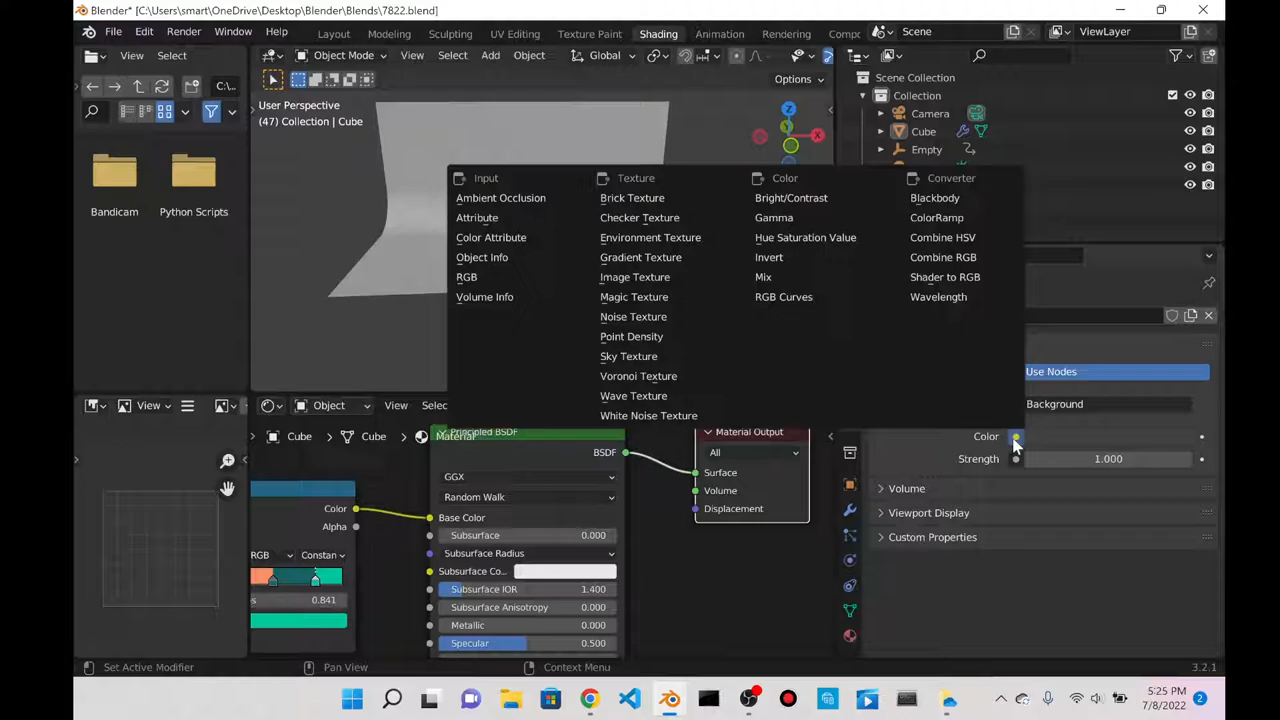 Blender* [C:\Users\smart\OneDrive\Desktop\Blender\Blends\7822.blend]
File Edit Render Window Help Layout Modeling Sculpting UV Editing Texture Paint Shading Animation Rendering Compc Scene ViewLayer
View Select Object Mode View Select Add Object Global
C:\... Options
Scene Collection
Collection
Camera
Cube
Empty
Bandicam Python Scripts
User Perspective
(47) Collection | Cube
Z
X
Input Texture Color Converter
Ambient Occlusion Brick Texture Bright/Contrast Blackbody
Attribute Checker Texture Gamma ColorRamp
Color Attribute Environment Texture Hue Saturation Value Combine HSV
Object Info Gradient Texture Invert Combine RGB
RGB Image Texture Mix Shader to RGB
Volume Info Magic Texture RGB Curves Wavelength
Noise Texture
Point Density
Sky Texture
Voronoi Texture
Wave Texture
White Noise Texture
Use Nodes
Background
Color
Strength 1.000
Volume
Viewport Display
Custom Properties
View Object View Selec
Cube Cube Material
Principled BSDF
BSDF
GGX
Random Walk
Base Color
Subsurface 0.000
Subsurface Radius
Subsurface Co...
Subsurface IOR 1.400
Subsurface Anisotropy 0.000
Metallic 0.000
Specular 0.500
Color
Alpha
RGB Constan
s 0.841
Material Output
All
Surface
Volume
Displacement
Set Active Modifier Pan View Context Menu 3.2.1
5:25 PM
7/8/2022
2